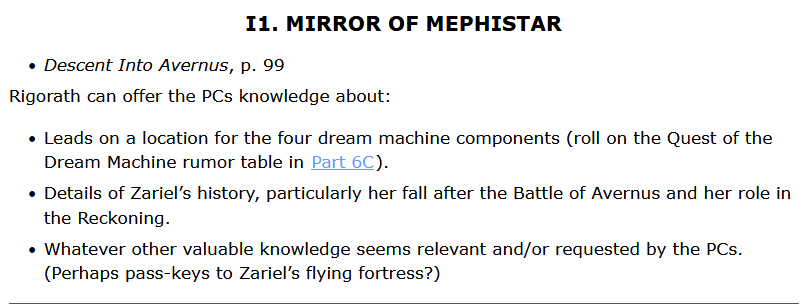 I1. MIRROR OF MEPHISTAR
• Descent Into Avernus, p. 99
Rigorath can offer the PCs knowledge about:
• Leads on a location for the four dream machine components (roll on the Quest of the
Dream Machine rumor table in Part 6C).
• Details of Zariel’s history, particularly her fall after the Battle of Avernus and her role in
the Reckoning.
• Whatever other valuable knowledge seems relevant and/or requested by the PCs.
(Perhaps pass-keys to Zariel’s flying fortress?)